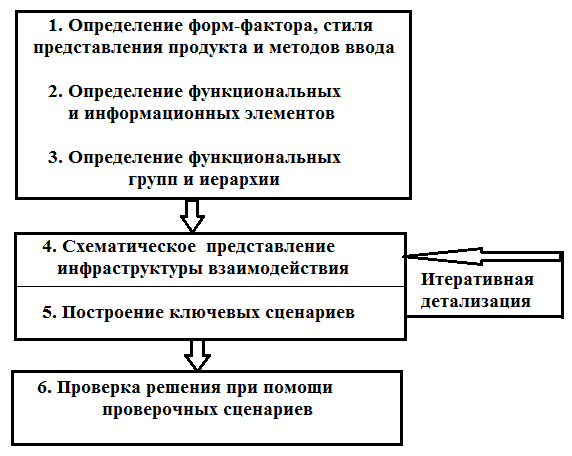 1. Определение форм-фактора, стиля
представления продукта и методов ввода
2. Определение функциональных
и информационных элементов
3. Определение функциональных
групп и иерархии
4. Схематическое представление
инфраструктуры взаимодействия
5. Построение ключевых сценариев
Итеративная
детализация
6. Проверка решения при помощи
проверочных сценариев